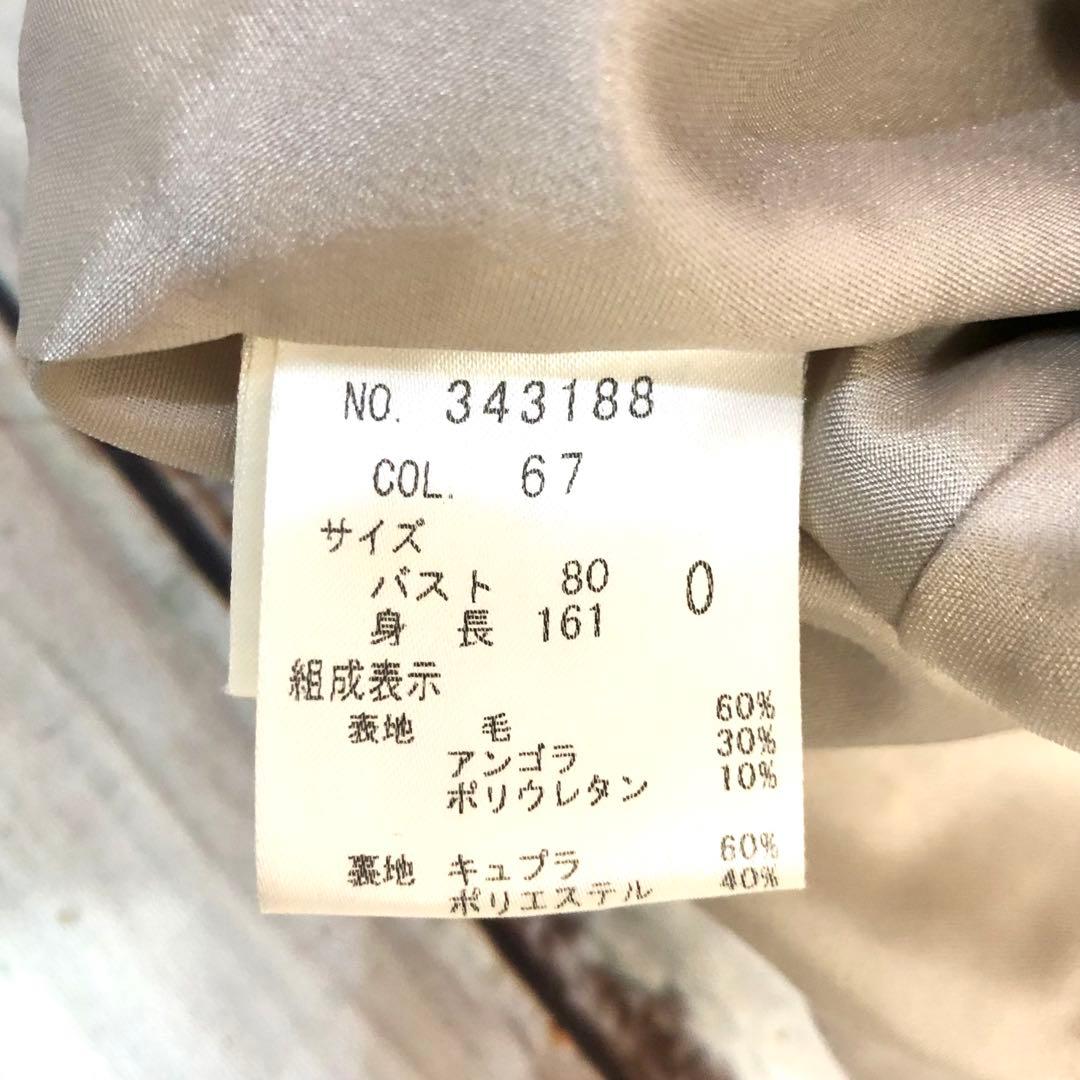 NO. 343188
COL. 67
サイズ
バスト 80 0
身 長 161
組成表示
表地 毛 60%
アンゴラ 30%
ポリウレタン 10%
裏地 キュプラ 60%
ポリエステル 40%